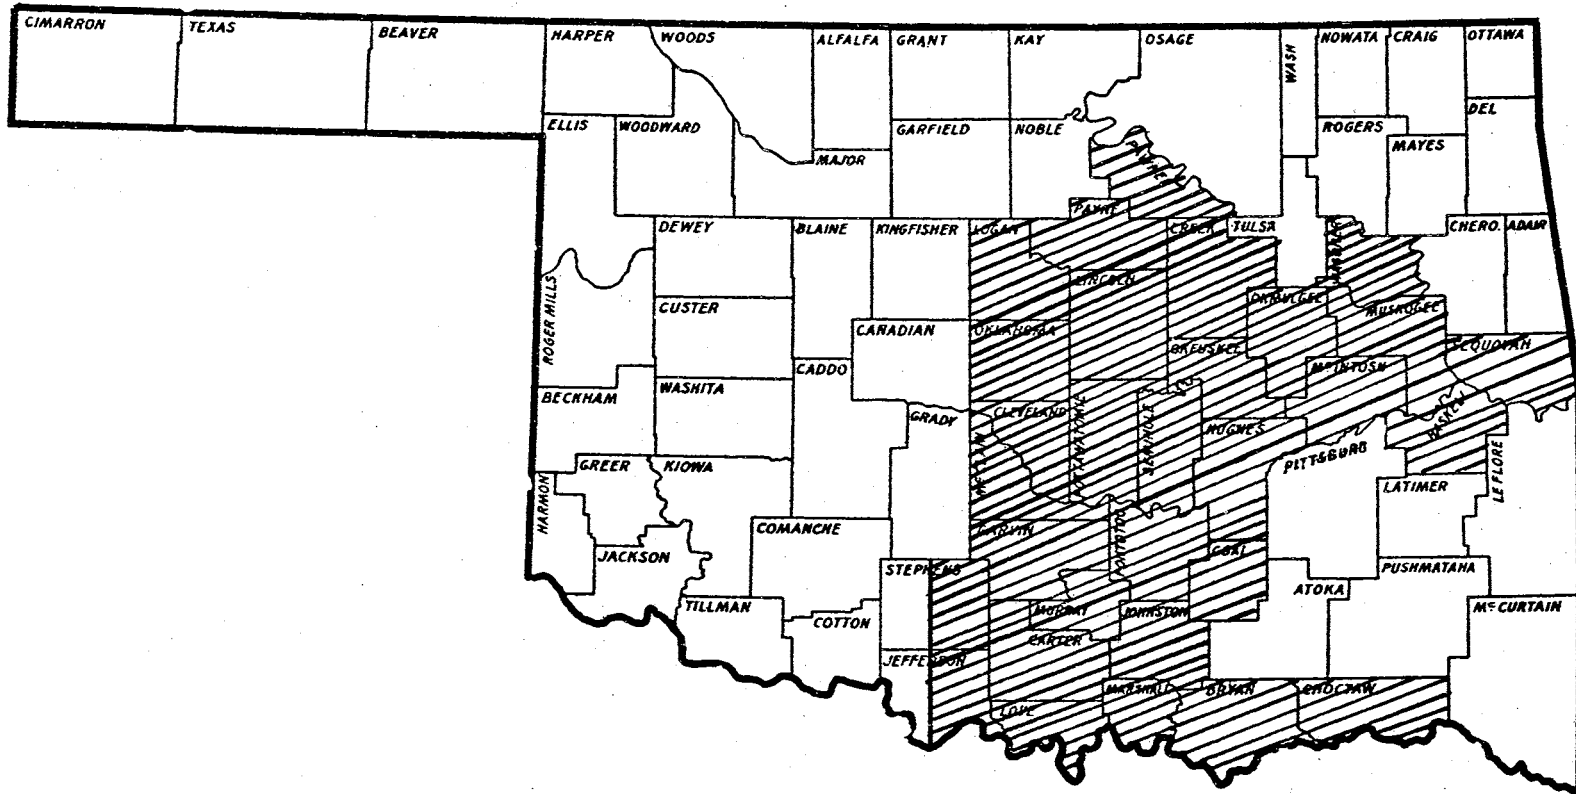 CIMARRON
TEXAS
BEAVER
HARPER
WOODS
ALFALFA
GRANT
KAY
OSAGE
WASH
NOWATA
CRAIG
OTTAWA
DEL
ELLIS
WOODWARD
MAJOR
GARFIELD
NOBLE
PAWNEE
ROGERS
MAYES
PAYNE
DEWEY
BLAINE
KINGFISHER
LOGAN
CREEK
TULSA
CHERO.
ADAIR
ROGER MILLS
CUSTER
CANADIAN
OKLAHOMA
LINCOLN
OKMULGEE
MUSKOGEE
SEQUOYAH
CADDO
WASHITA
MCINTOSH
BECKHAM
GRADY
CLEVELAND
MCCLAIN
POTTAWATOMIE
SEMINOLE
HUGHES
PITTSBURG
HASKELL
LE FLORE
GREER
KIOWA
HARMON
LATIMER
JACKSON
COMANCHE
GARVIN
PONTOTOC
COAL
STEPHENS
PUSHMATAHA
ATOKA
TILLMAN
COTTON
MURRAY
JOHNSTON
MCCURTAIN
CARTER
JEFFERSON
MARSHALL
BRYAN
CHOCTAW
LOVE